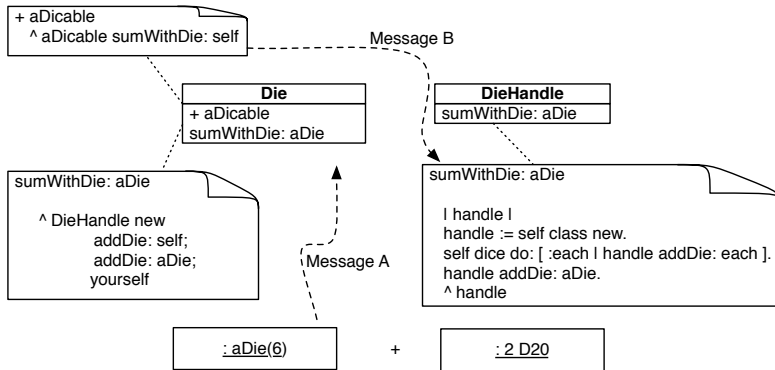 + aDicable
^ aDicable sumWithDie: self
Message B
Die
+ aDicable
sumWithDie: aDie
DieHandle
sumWithDie: aDie
sumWithDie: aDie
^ DieHandle new
addDie: self;
addDie: aDie;
yourself
Message A
sumWithDie: aDie
| handle |
handle := self class new.
self dice do: [ :each | handle addDie: each ].
handle addDie: aDie.
^ handle
: aDie(6)
+
: 2 D20